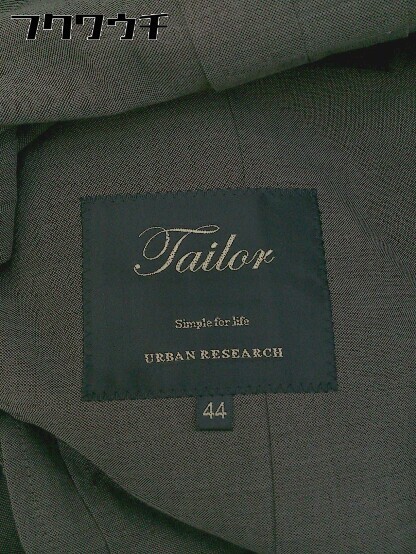 フクワウチ
Tailor
Simple for life
URBAN RESEARCH
44